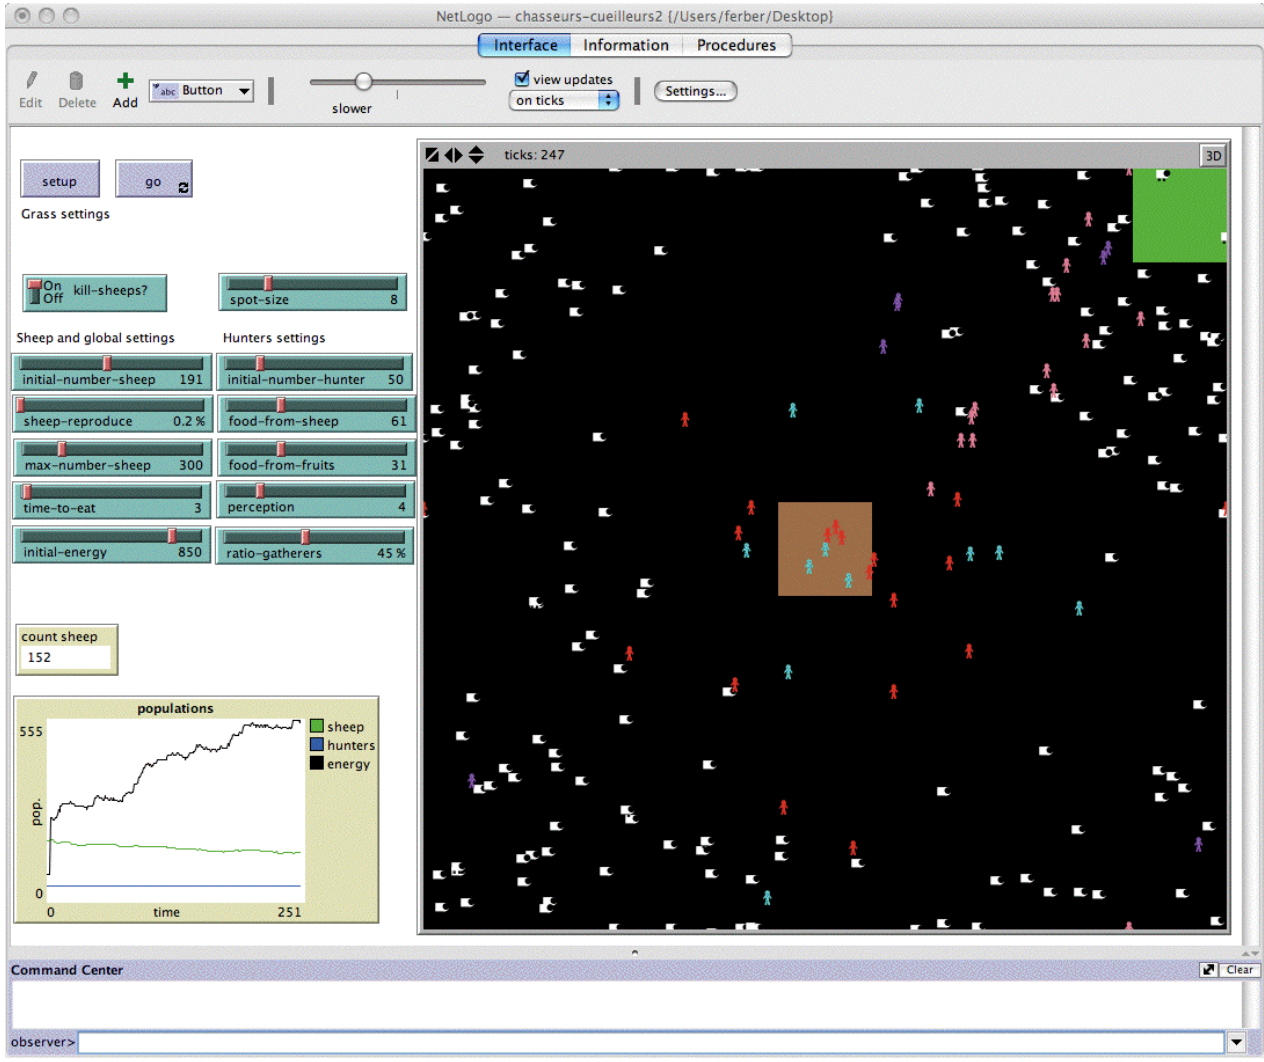 NetLogo — chasseurs-cueilleurs2 {/Users/ferber/Desktop}
Interface Information Procedures
Edit Delete Add abc Button slower view updates on ticks Settings...
ticks: 247 3D
setup go
Grass settings
On Off kill-sheeps?
spot-size 8
Sheep and global settings Hunters settings
initial-number-sheep 191 initial-number-hunter 50
sheep-reproduce 0.2 % food-from-sheep 61
max-number-sheep 300 food-from-fruits 31
time-to-eat 3 perception 4
initial-energy 850 ratio-gatherers 45 %
count sheep
152
populations
555
pop.
0
0 time 251
sheep
hunters
energy
Command Center Clear
observer>